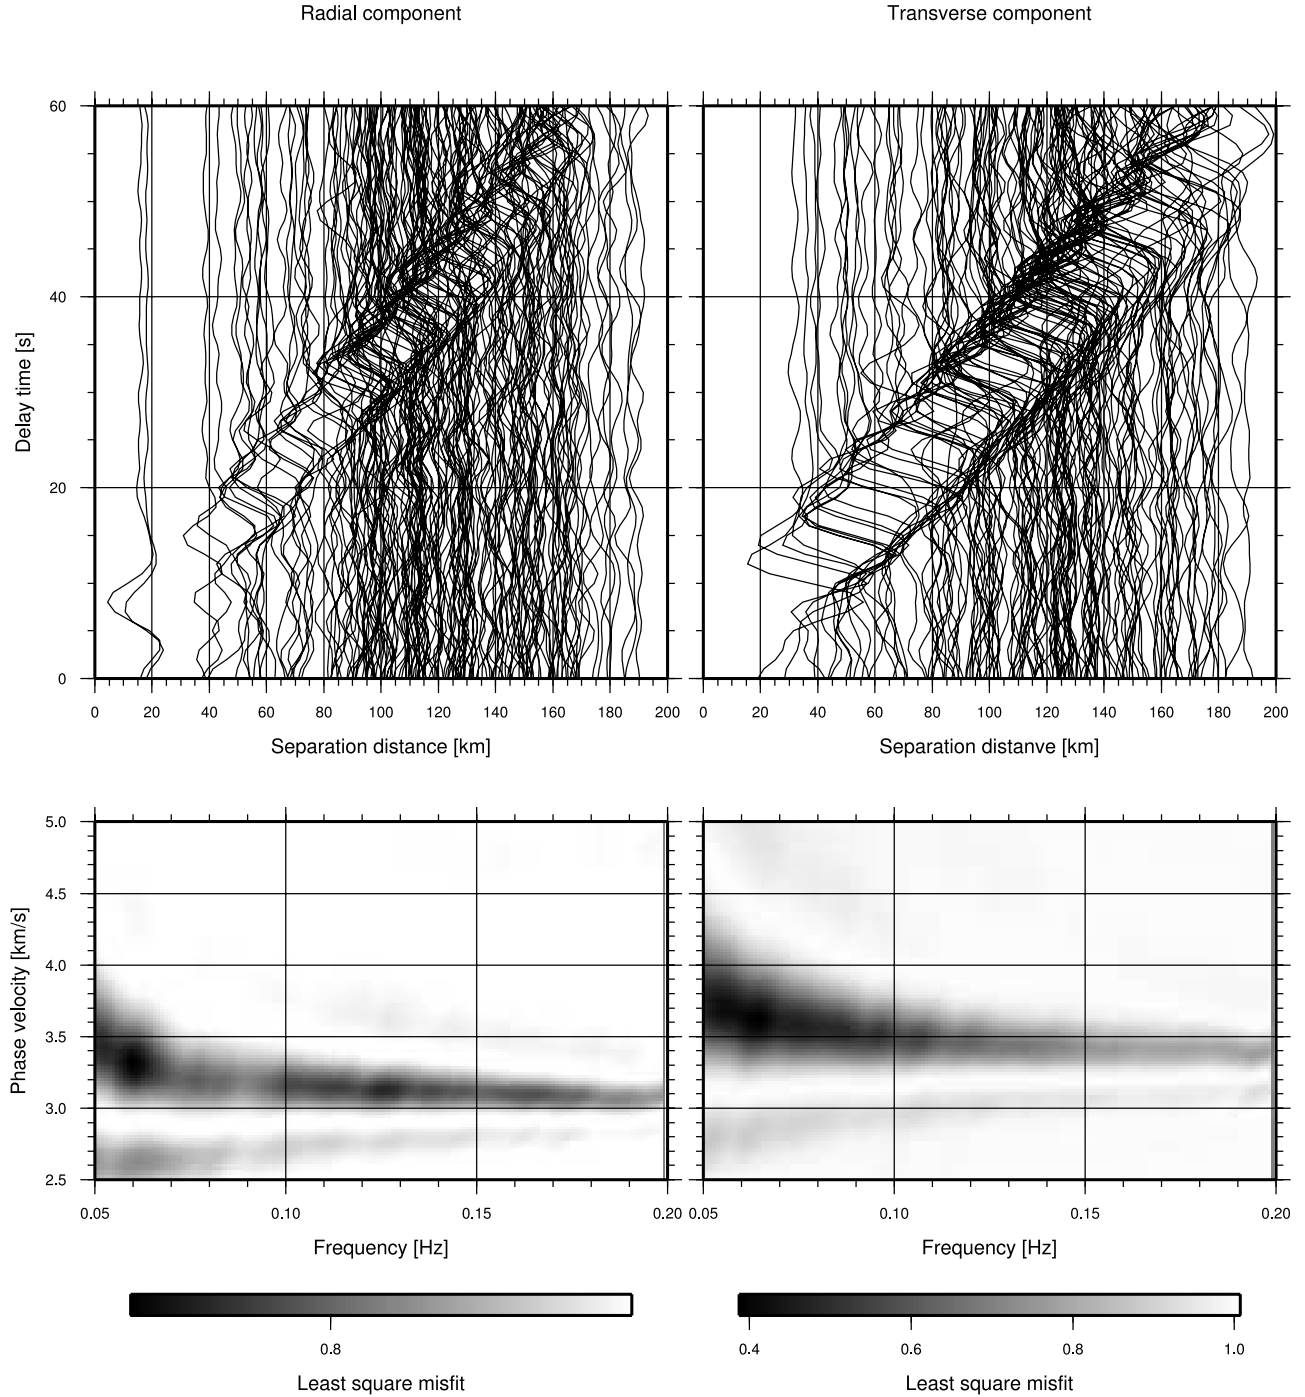 Radial component
Transverse component
60
40
20
0
Delay time [s]
0 20 40 60 80 100 120 140 160 180 200
0 20 40 60 80 100 120 140 160 180 200
Separation distance [km]
Separation distanve [km]
5.0
4.5
4.0
3.5
3.0
2.5
Phase velocity [km/s]
0.05 0.10 0.15 0.20
0.05 0.10 0.15 0.20
Frequency [Hz]
Frequency [Hz]
0.8
0.4 0.6 0.8 1.0
Least square misfit
Least square misfit